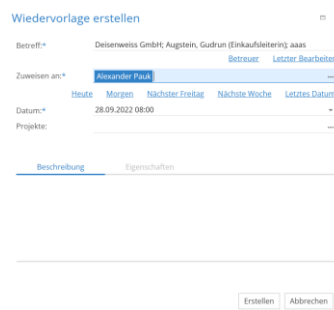 Wiedervorlage erstellen
Betreff:* Deisenweiss GmbH; Augstein, Gudrun (Einkaufsleiterin); aaas
Betreuer Letzter Bearbeiter
Zuweisen an:* Alexander Pauk
Heute Morgen Nächster Freitag Nächste Woche Letztes Datum
Datum:* 28.09.2022 08:00
Projekte:
Beschreibung Eigenschaften
Erstellen Abbrechen